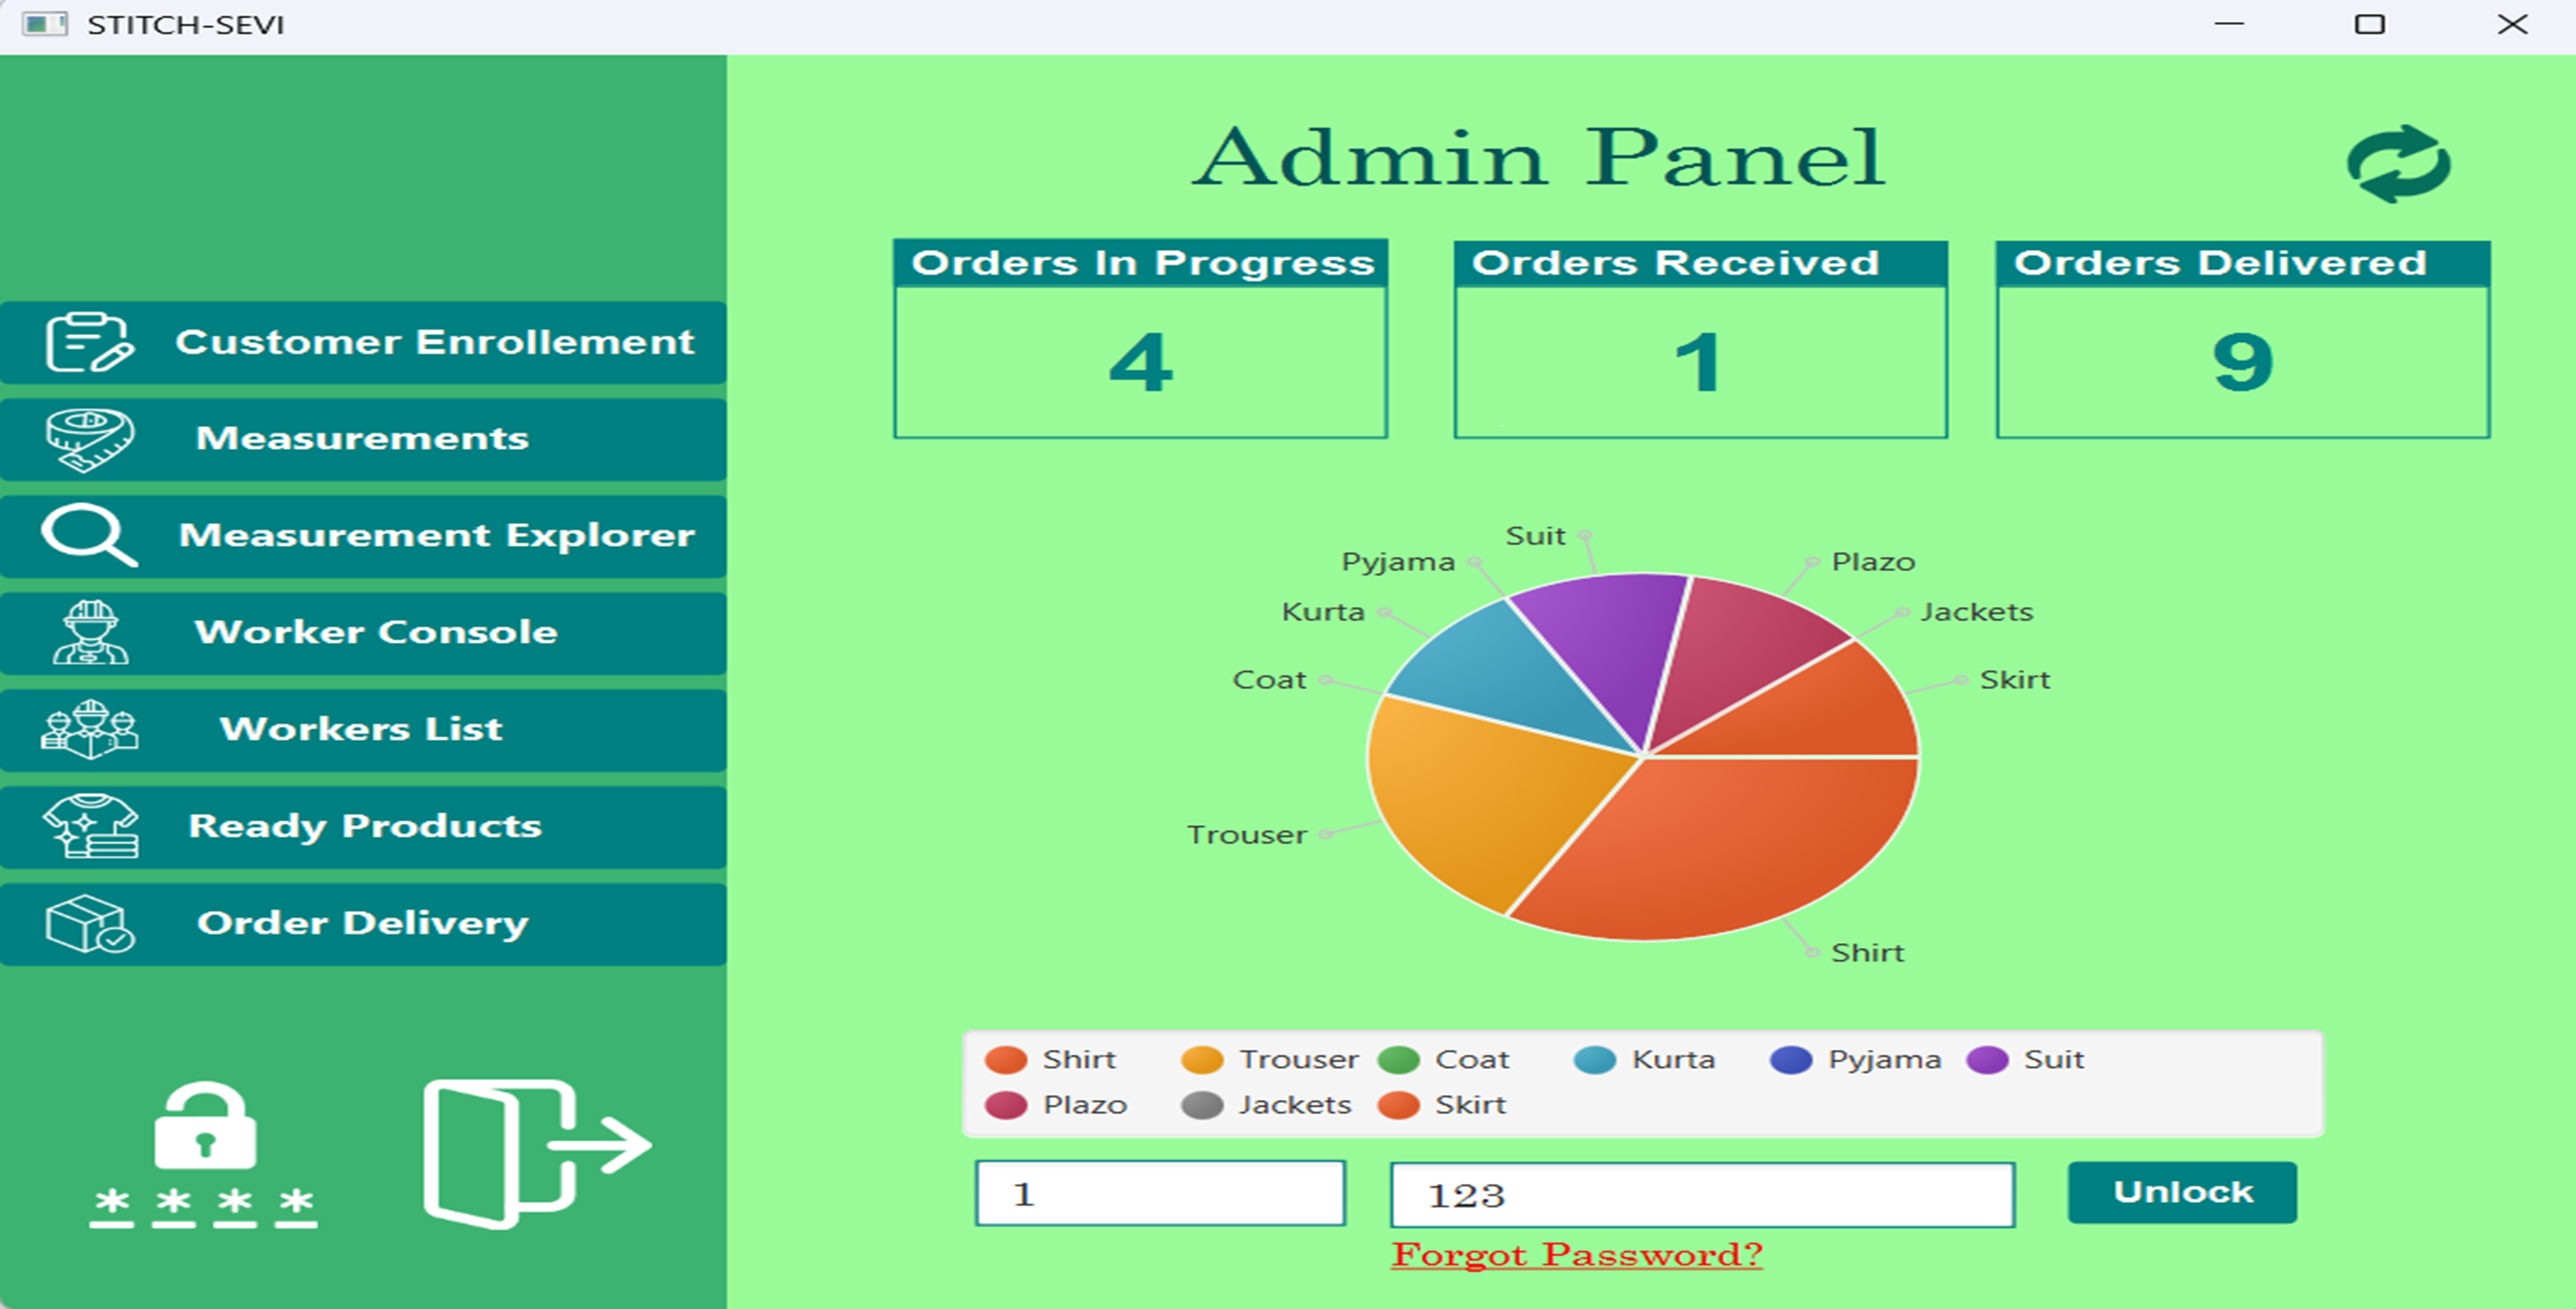 STITCH-SEVI
Customer Enrollement
Measurements
Measurement Explorer
Worker Console
Workers List
Ready Products
Order Delivery
* * * *
Admin Panel
Orders In Progress
4
Orders Received
1
Orders Delivered
9
Suit
Pyjama
Plazo
Kurta
Jackets
Coat
Skirt
Trouser
Shirt
Shirt Trouser Coat Kurta Pyjama Suit
Plazo Jackets Skirt
1
123
Unlock
Forgot Password?